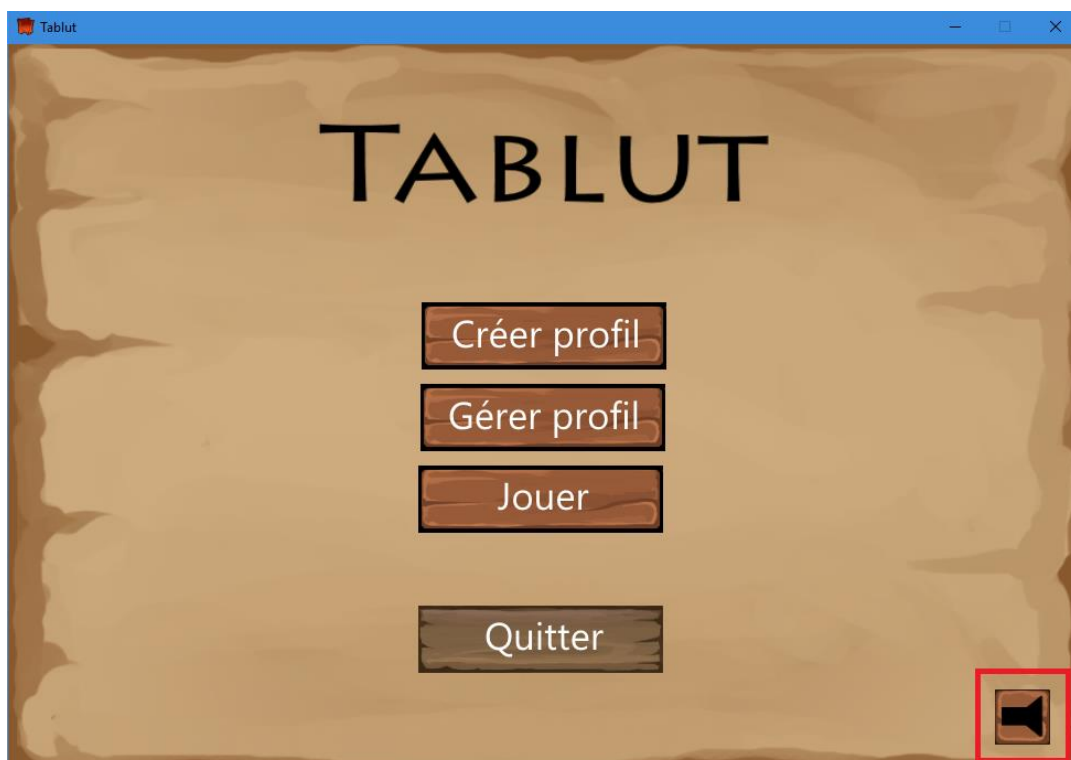 Tablut
TABLUT
Créer profil
Gérer profil
Jouer
Quitter